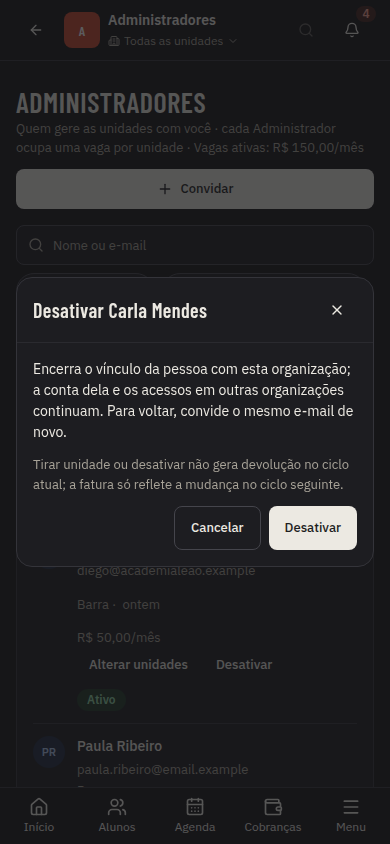 A
Administradores
Todas as unidades
4
ADMINISTRADORES
Quem gere as unidades com você · cada Administrador
ocupa uma vaga por unidade · Vagas ativas: R$ 150,00/mês
Convidar
Nome ou e-mail
Desativar Carla Mendes
Encerra o vínculo da pessoa com esta organização;
a conta dela e os acessos em outras organizações
continuam. Para voltar, convide o mesmo e-mail de
novo.
Tirar unidade ou desativar não gera devolução no ciclo
atual; a fatura só reflete a mudança no ciclo seguinte.
Cancelar
Desativar
diego@academialeao.example
Barra · ontem
R$ 50,00/mês
Alterar unidades
Desativar
Ativo
PR
Paula Ribeiro
paula.ribeiro@email.example
Início
Alunos
Agenda
Cobranças
Menu